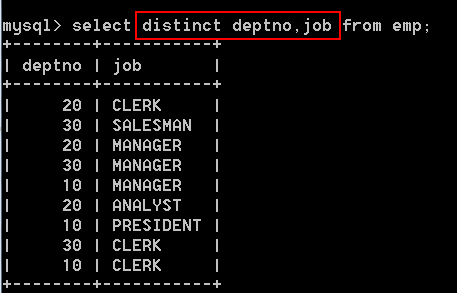 mysql> select distinct deptno,job from emp;
+--------+-----------+
| deptno | job       |
+--------+-----------+
|     20 | CLERK     |
|     30 | SALESMAN  |
|     20 | MANAGER   |
|     30 | MANAGER   |
|     10 | MANAGER   |
|     20 | ANALYST   |
|     10 | PRESIDENT |
|     30 | CLERK     |
|     10 | CLERK     |
+--------+-----------+